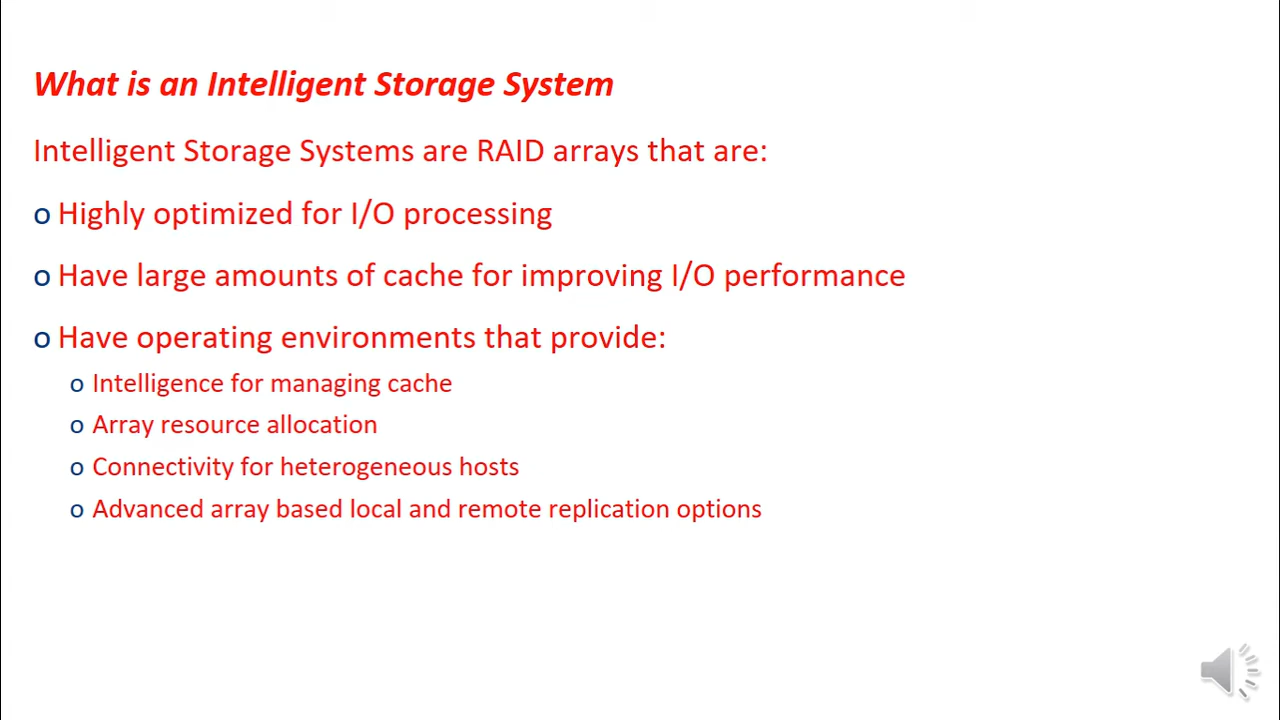 What is an Intelligent Storage System
Intelligent Storage Systems are RAID arrays that are:
o Highly optimized for I/O processing
o Have large amounts of cache for improving I/O performance
o Have operating environments that provide:
o Intelligence for managing cache
o Array resource allocation
o Connectivity for heterogeneous hosts
o Advanced array based local and remote replication options